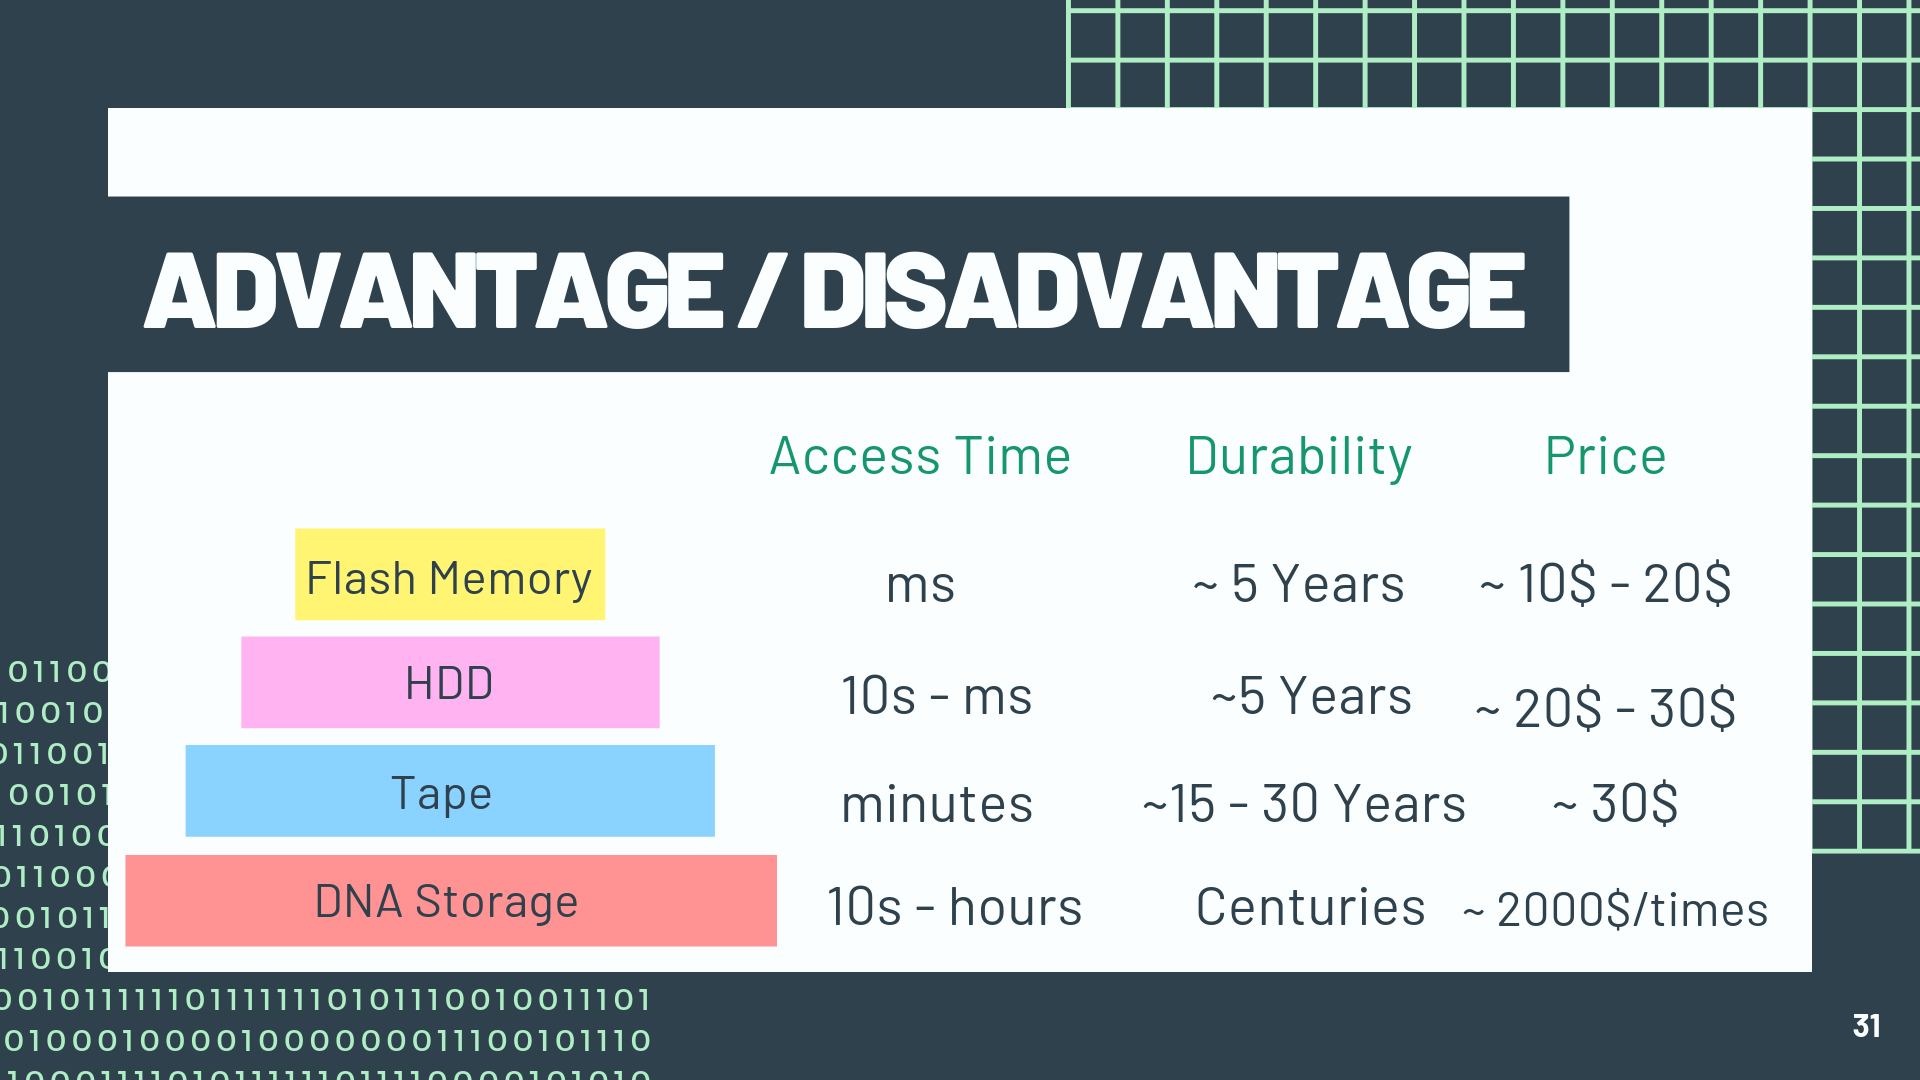 ADVANTAGE / DISADVANTAGE
Access Time Durability Price
Flash Memory ms ~ 5 Years ~ 10$ - 20$
HDD 10s - ms ~5 Years ~ 20$ - 30$
Tape minutes ~15 - 30 Years ~ 30$
DNA Storage 10s - hours Centuries ~ 2000$/times
31